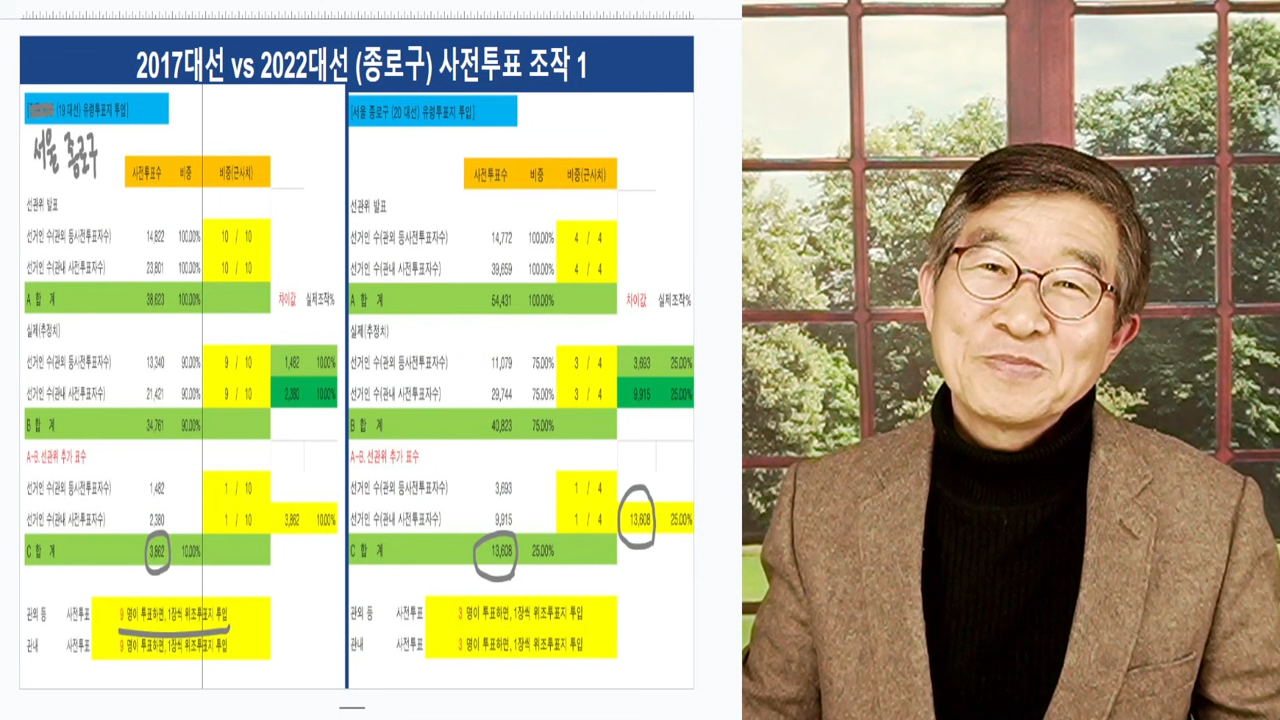 2017대선 vs 2022대선 (종로구) 사전투표 조작 1
(19 대선) 유령투표지 투입]
서울 종로구
사전투표수 비중 비중(근사치)
선관위 발표
선거인 수(관외 등사전투표자수) 14,822 100.00% 10 / 10
선거인 수(관내 사전투표자수) 23,801 100.00% 10 / 10
A 합 계 38,623 100.00% 차이값 실제조작%
실제(추정치)
선거인 수(관외 등사전투표자수) 13,340 90.00% 9 / 10 1,482 10.00%
선거인 수(관내 사전투표자수) 21,421 90.00% 9 / 10 2,380 10.00%
B 합 계 34,761 90.00%
A-B. 선관위 추가 표수
선거인 수(관외 등사전투표자수) 1,482 1 / 10
선거인 수(관내 사전투표자수) 2,380 1 / 10 3,862 10.00%
C 합 계 3,862 10.00%
관외 등 사전투표 9 명이 투표하면, 1장씩 위조투표지 투입
관내 사전투표 9 명이 투표하면, 1장씩 위조투표지 투입
[서울 종로구 (20 대선) 유령투표지 투입]
사전투표수 비중 비중(근사치)
선관위 발표
선거인 수(관외 등사전투표자수) 14,772 100.00% 4 / 4
선거인 수(관내 사전투표자수) 39,659 100.00% 4 / 4
A 합 계 54,431 100.00% 차이값 실제조작%
실제(추정치)
선거인 수(관외 등사전투표자수) 11,079 75.00% 3 / 4 3,693 25.00%
선거인 수(관내 사전투표자수) 29,744 75.00% 3 / 4 9,915 25.00%
B 합 계 40,823 75.00%
A-B. 선관위 추가 표수
선거인 수(관외 등사전투표자수) 3,693 1 / 4
선거인 수(관내 사전투표자수) 9,915 1 / 4 13,608 25.00%
C 합 계 13,608 25.00%
관외 등 사전투표 3 명이 투표하면, 1장씩 위조투표지 투입
관내 사전투표 3 명이 투표하면, 1장씩 위조투표지 투입